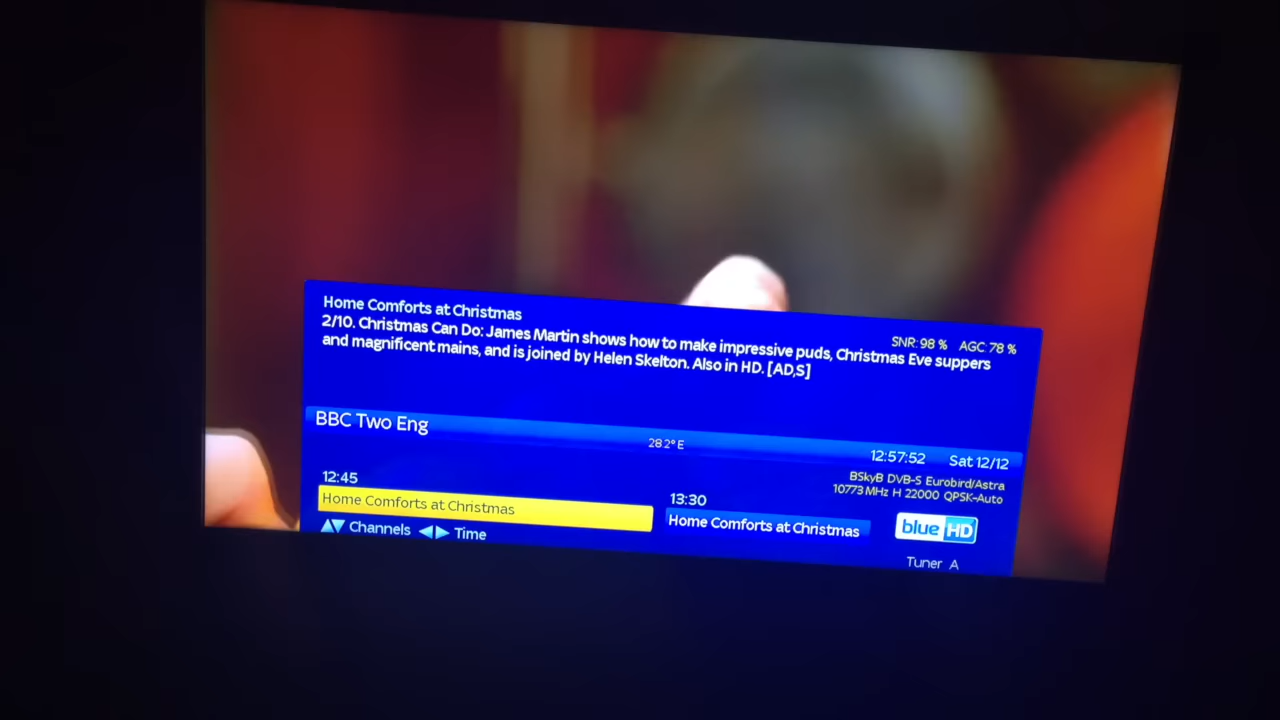 Home Comforts at Christmas
SNR: 98 % AGC: 78 %
2/10. Christmas Can Do: James Martin shows how to make impressive puds, Christmas Eve suppers
and magnificent mains, and is joined by Helen Skelton. Also in HD. [AD,S]
BBC Two Eng
28.2° E
12:57:52 Sat 12/12
BSkyB DVB-S Eurobird/Astra
10773 MHz H 22000 QPSK-Auto
12:45
Home Comforts at Christmas
13:30
Home Comforts at Christmas
blue HD
Channels Time
Tuner A